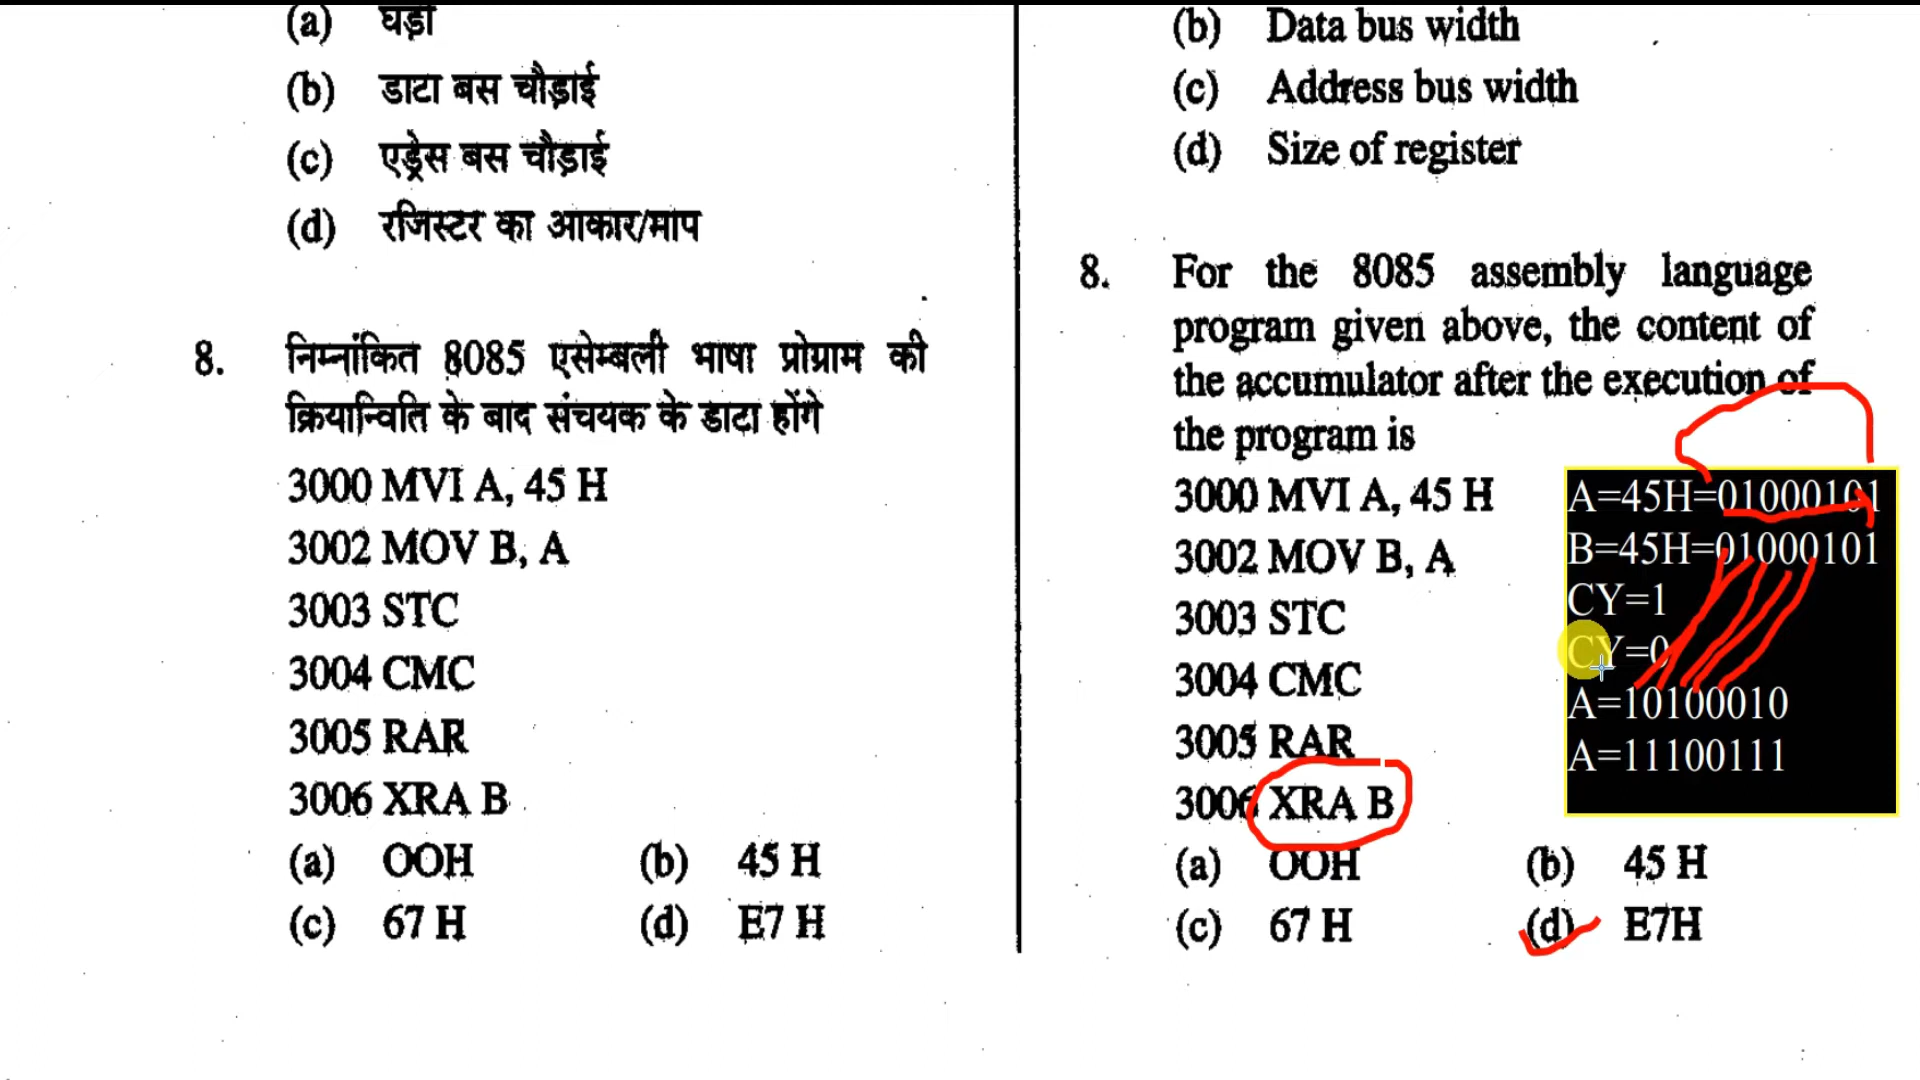 (a) घड़ी
(b) डाटा बस चौड़ाई
(c) एड्रेस बस चौड़ाई
(d) रजिस्टर का आकार/माप
8. निम्नांकित 8085 एसेम्बली भाषा प्रोग्राम की
क्रियान्विति के बाद संचयक के डाटा होंगे
3000 MVI A, 45 H
3002 MOV B, A
3003 STC
3004 CMC
3005 RAR
3006 XRA B
(a) OOH (b) 45 H
(c) 67 H (d) E7 H
(b) Data bus width
(c) Address bus width
(d) Size of register
8. For the 8085 assembly language
program given above, the content of
the accumulator after the execution of
the program is
3000 MVI A, 45 H
3002 MOV B, A
3003 STC
3004 CMC
3005 RAR
3006 XRA B
(a) OOH (b) 45 H
(c) 67 H (d) E7H
A=45H=01000101
B=45H=01000101
CY=1
CY=0
A=10100010
A=11100111